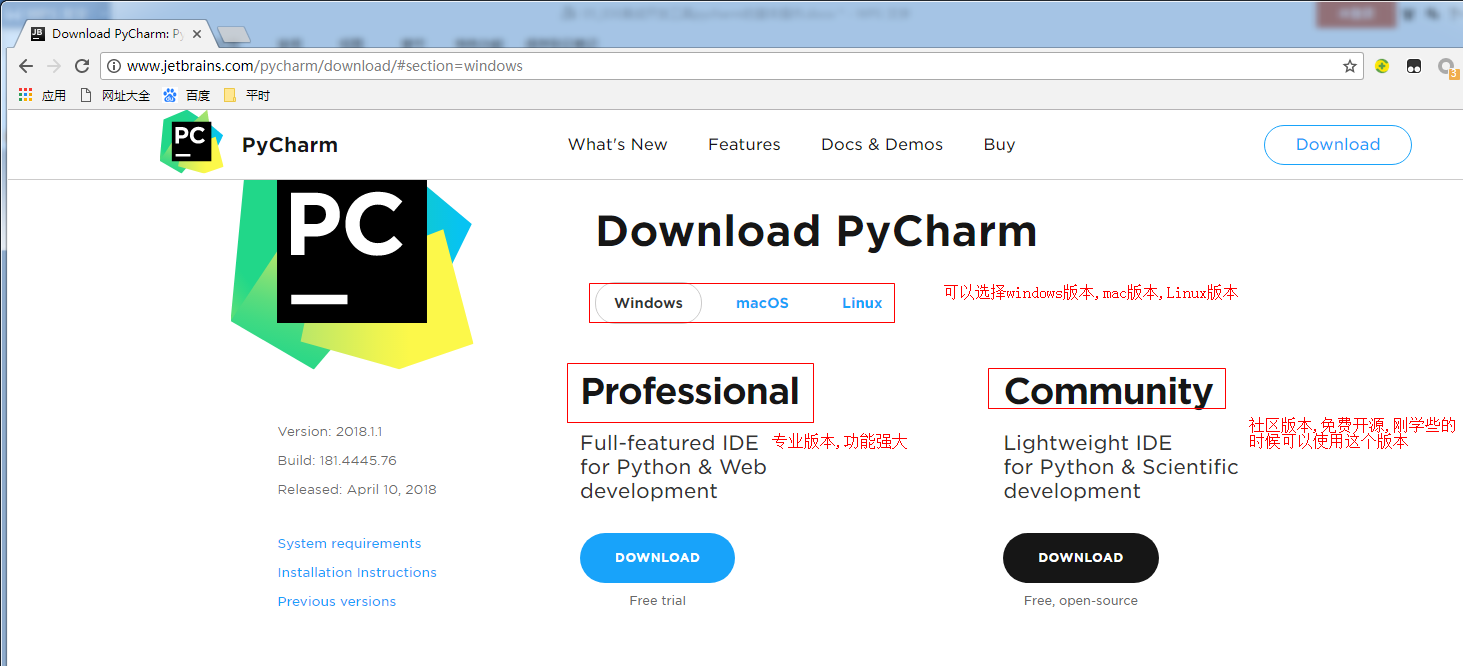 JB
Download PyCharm: Py
www.jetbrains.com/pycharm/download/#section=windows
3
应用 网址大全 百度 平时
PC
PyCharm
What's New Features Docs & Demos Buy
Download
PC
Download PyCharm
Windows macOS Linux
可以选择windows版本,mac版本,Linux版本
Professional
Full-featured IDE
for Python & Web
development
专业版本,功能强大
DOWNLOAD
Free trial
Community
Lightweight IDE
for Python & Scientific
development
社区版本,免费开源,刚学些的
时候可以使用这个版本
DOWNLOAD
Free, open-source
Version: 2018.1.1
Build: 181.4445.76
Released: April 10, 2018
System requirements
Installation Instructions
Previous versions